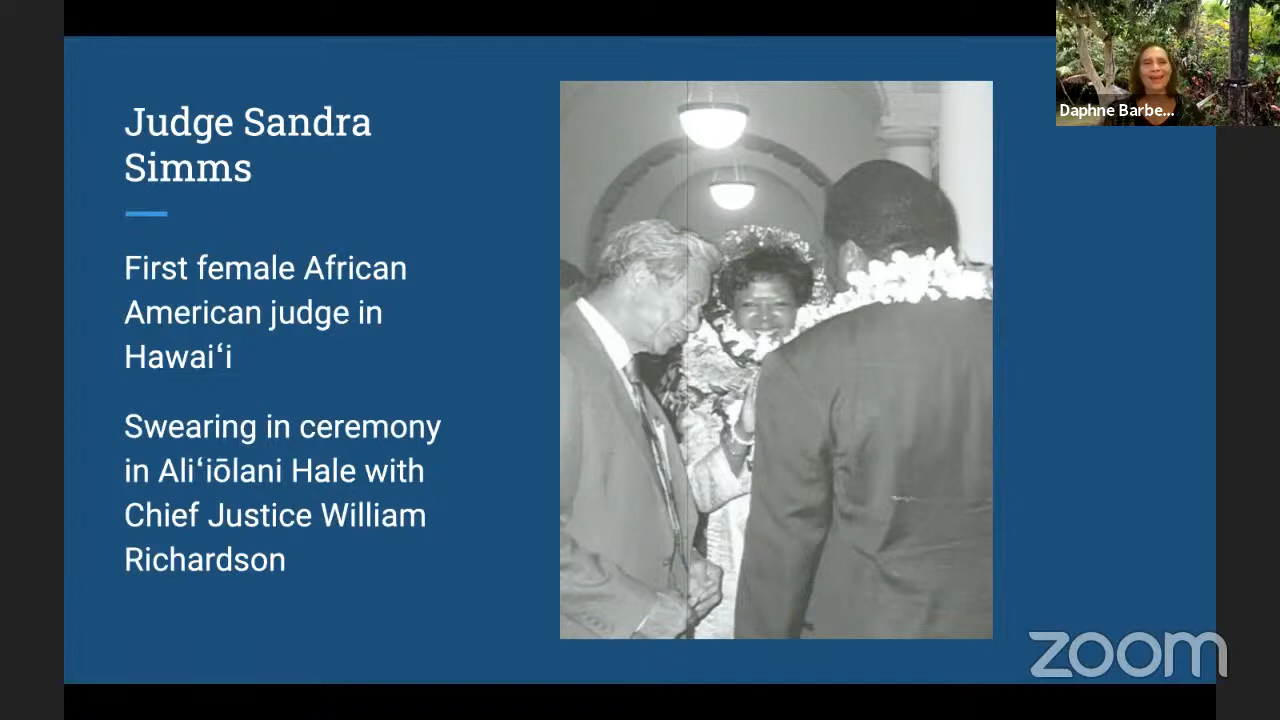 Judge Sandra
Simms
First female African
American judge in
Hawaiʻi
Swearing in ceremony
in Aliʻiōlani Hale with
Chief Justice William
Richardson
Daphne Barbe...
zoom